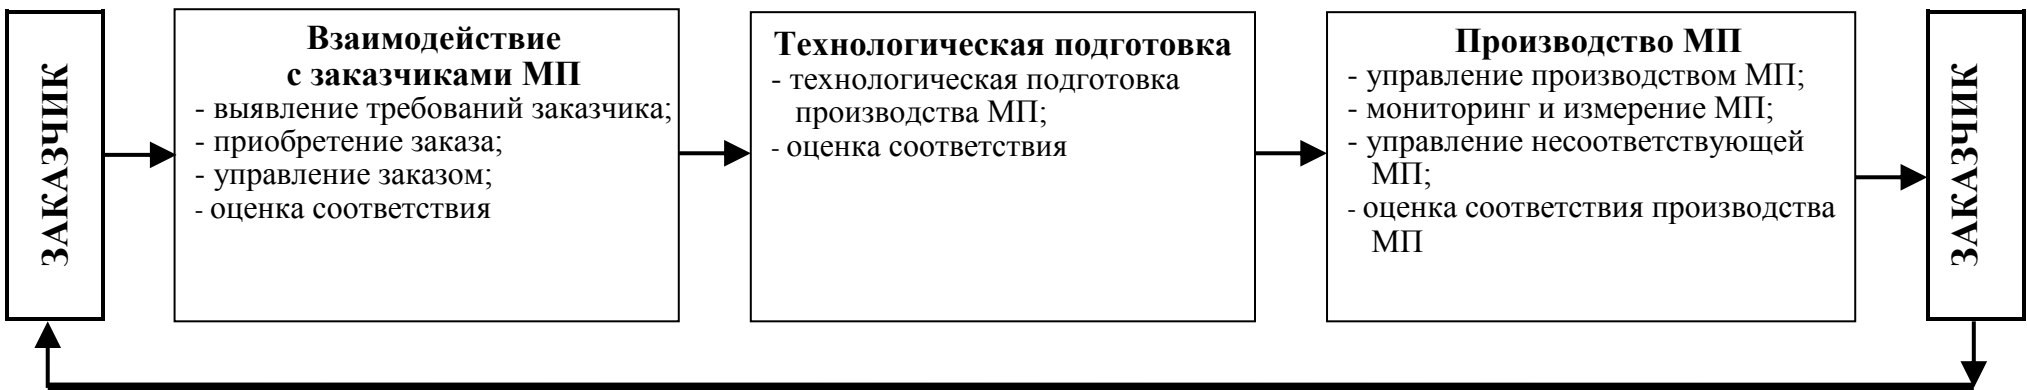 ЗАКАЗЧИК
Взаимодействие
с заказчиками МП
- выявление требований заказчика;
- приобретение заказа;
- управление заказом;
- оценка соответствия
Технологическая подготовка
- технологическая подготовка
производства МП;
- оценка соответствия
Производство МП
- управление производством МП;
- мониторинг и измерение МП;
- управление несоответствующей
МП;
- оценка соответствия производства
МП
ЗАКАЗЧИК